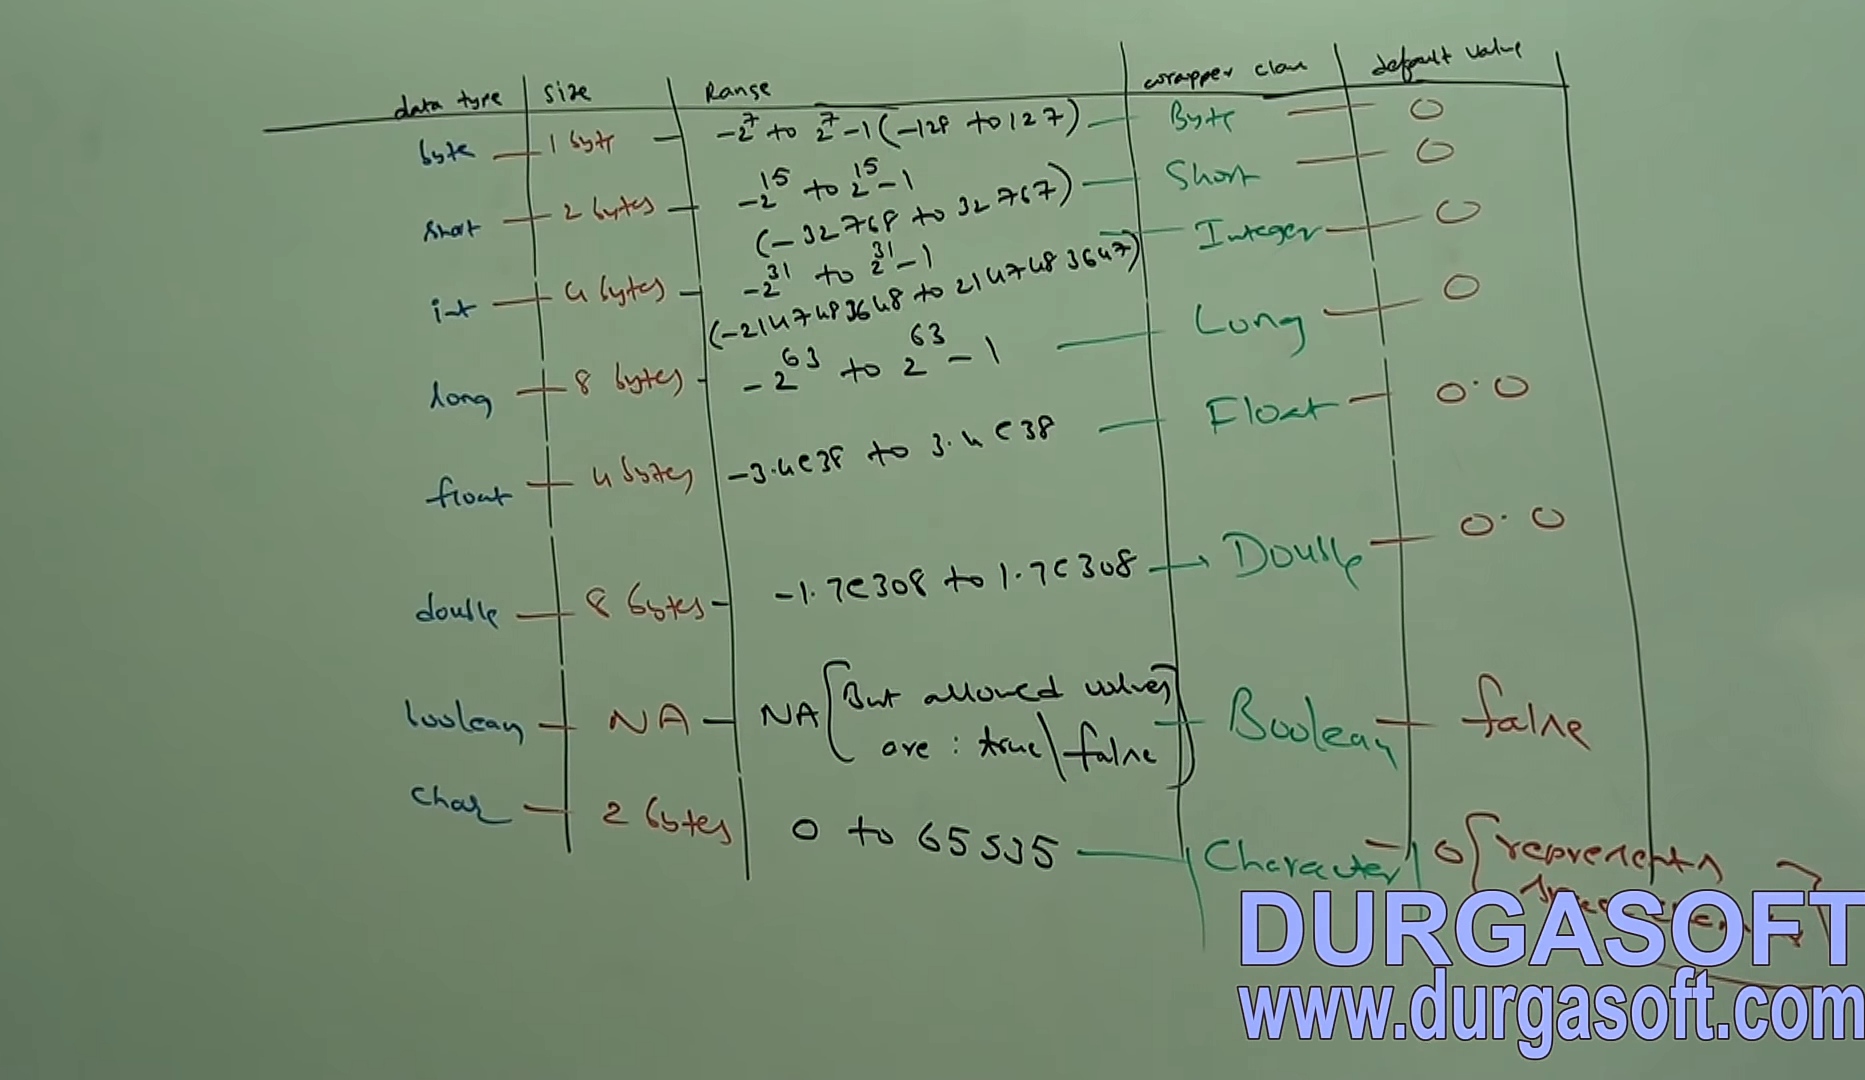 data type size Range wrapper class default value
byte 1 byte -2^7 to 2^7-1 (-128 to 127) Byte 0
short 2 bytes -2^15 to 2^15-1 Short 0
(-32768 to 32767)
int 4 bytes -2^31 to 2^31-1 Integer 0
(-2147483648 to 2147483647)
long 8 bytes -2^63 to 2^63-1 Long 0
float 4 bytes -3.4e38 to 3.4e38 Float 0.0
double 8 bytes -1.7e308 to 1.7e308 Double 0.0
boolean NA NA [But allowed values Boolean false
are : true\false]
char 2 bytes 0 to 65535 Character 0 [represents
DURGASOFT
www.durgasoft.com